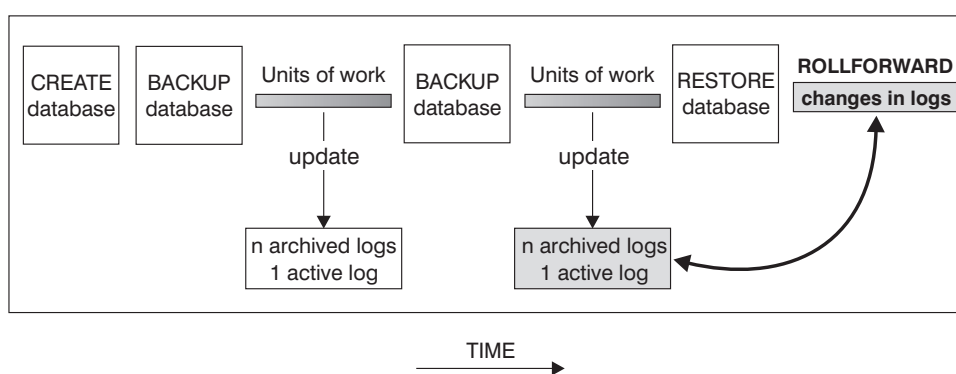 CREATE
database
BACKUP
database
Units of work
update
n archived logs
1 active log
BACKUP
database
Units of work
update
n archived logs
1 active log
RESTORE
database
ROLLFORWARD
changes in logs
TIME